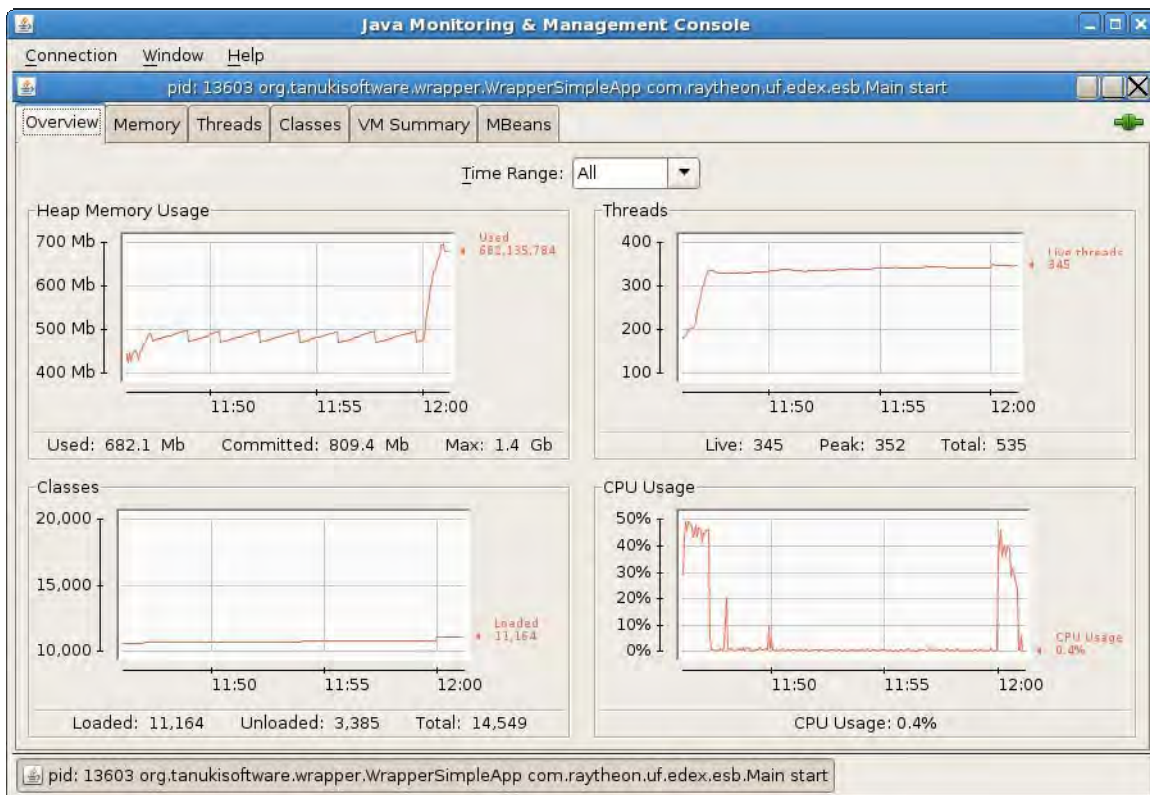 Java Monitoring & Management Console
Connection Window Help
pid: 13603 org.tanukisoftware.wrapper.WrapperSimpleApp com.raytheon.uf.edex.esb.Main start
Overview Memory Threads Classes VM Summary MBeans
Time Range: All
Heap Memory Usage
700 Mb
600 Mb
500 Mb
400 Mb
Used
682,135,784
11:50 11:55 12:00
Used: 682.1 Mb Committed: 809.4 Mb Max: 1.4 Gb
Threads
400
300
200
100
Live threads
345
11:50 11:55 12:00
Live: 345 Peak: 352 Total: 535
Classes
20,000
15,000
10,000
Loaded
11,164
11:50 11:55 12:00
Loaded: 11,164 Unloaded: 3,385 Total: 14,549
CPU Usage
50%
40%
30%
20%
10%
0%
CPU Usage
0.4%
11:50 11:55 12:00
CPU Usage: 0.4%
pid: 13603 org.tanukisoftware.wrapper.WrapperSimpleApp com.raytheon.uf.edex.esb.Main start